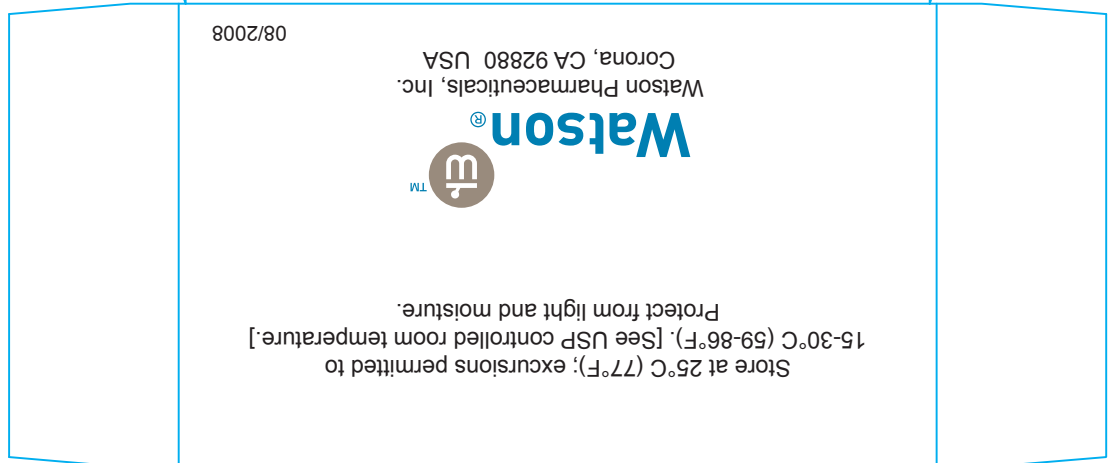 Store at 25°C (77°F); excursions permitted to
15-30°C (59-86°F). [See USP controlled room temperature.]
Protect from light and moisture.
TM
Watson®
Watson Pharmaceuticals, Inc.
Corona, CA 92880 USA
08/2008